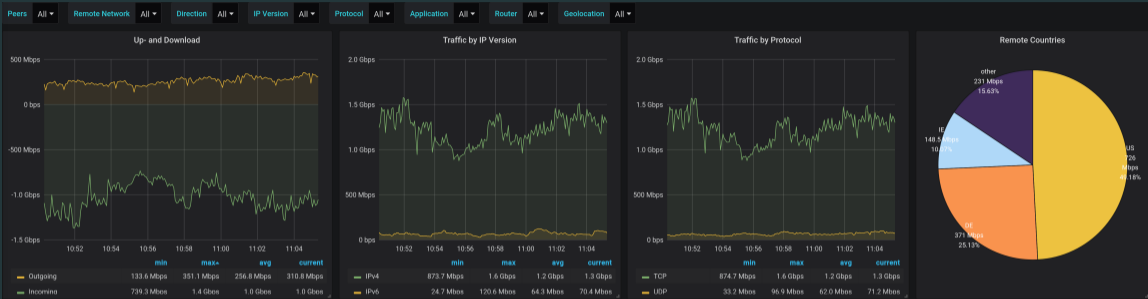 Peers All Remote Network All Direction All IP Version All Protocol All Application All Router All Geolocation All
Up- and Download
500 Mbps
0 bps
-500 Mbps
-1.0 Gbps
-1.5 Gbps
10:52 10:54 10:56 10:58 11:00 11:02 11:04
min max avg current
Outgoing 133.6 Mbps 351.1 Mbps 256.8 Mbps 310.8 Mbps
Incoming 739.3 Mbps 1.4 Gbps 1.0 Gbps 1.0 Gbps
Traffic by IP Version
2.0 Gbps
1.5 Gbps
1.0 Gbps
500 Mbps
0 bps
10:52 10:54 10:56 10:58 11:00 11:02 11:04
min max avg current
IPv4 873.7 Mbps 1.6 Gbps 1.2 Gbps 1.3 Gbps
IPv6 24.7 Mbps 120.6 Mbps 64.3 Mbps 70.4 Mbps
Traffic by Protocol
2.0 Gbps
1.5 Gbps
1.0 Gbps
500 Mbps
0 bps
10:52 10:54 10:56 10:58 11:00 11:02 11:04
min max avg current
TCP 874.7 Mbps 1.6 Gbps 1.2 Gbps 1.3 Gbps
UDP 33.2 Mbps 96.9 Mbps 62.0 Mbps 71.2 Mbps
Remote Countries
other
231 Mbps
15.63%
IE
148.5 Mbps
US
726
Mbps
DE
371 Mbps
25.13%